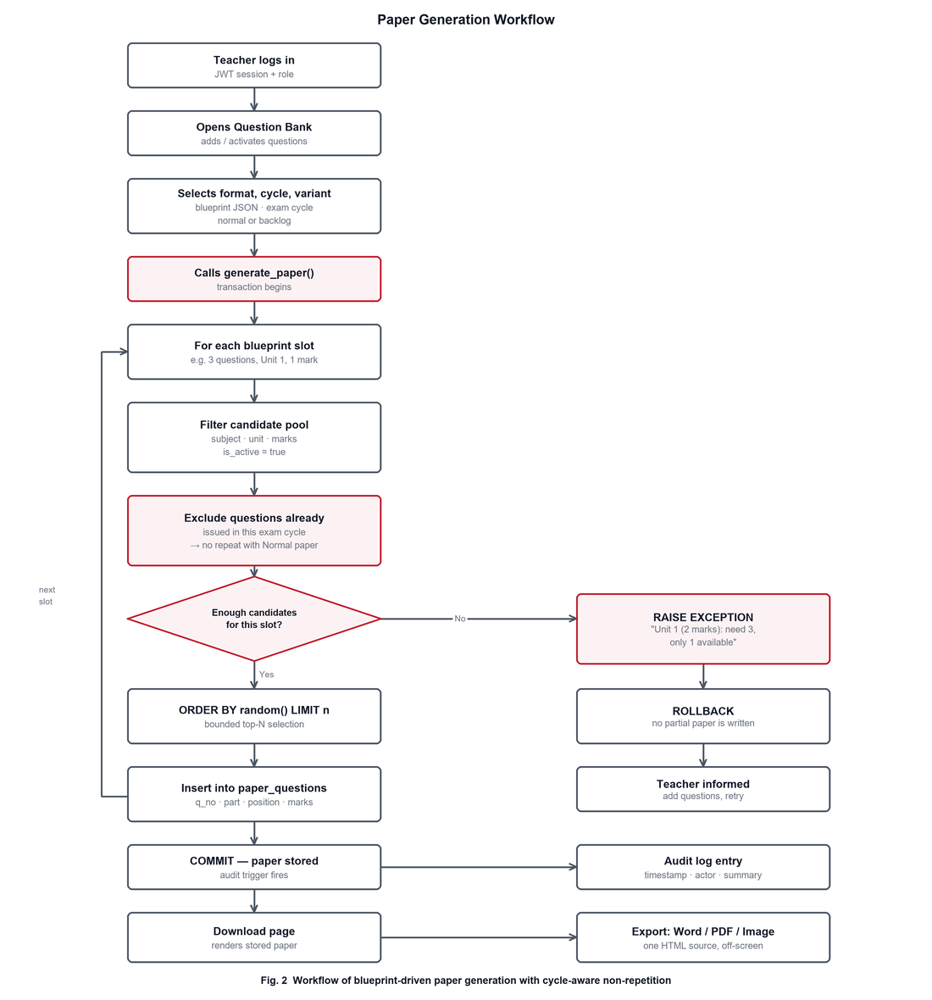 Paper Generation Workflow
Teacher logs in
JWT session + role
Opens Question Bank
adds / activates questions
Selects format, cycle, variant
blueprint JSON · exam cycle
normal or backlog
Calls generate_paper()
transaction begins
For each blueprint slot
e.g. 3 questions, Unit 1, 1 mark
Filter candidate pool
subject · unit · marks
is_active = true
Exclude questions already
issued in this exam cycle
→ no repeat with Normal paper
next
slot
Enough candidates
for this slot?
No
RAISE EXCEPTION
"Unit 1 (2 marks): need 3,
only 1 available"
Yes
ORDER BY random() LIMIT n
bounded top-N selection
ROLLBACK
no partial paper is written
Insert into paper_questions
q_no · part · position · marks
Teacher informed
add questions, retry
COMMIT — paper stored
audit trigger fires
Audit log entry
timestamp · actor · summary
Download page
renders stored paper
Export: Word / PDF / Image
one HTML source, off-screen
Fig. 2  Workflow of blueprint-driven paper generation with cycle-aware non-repetition